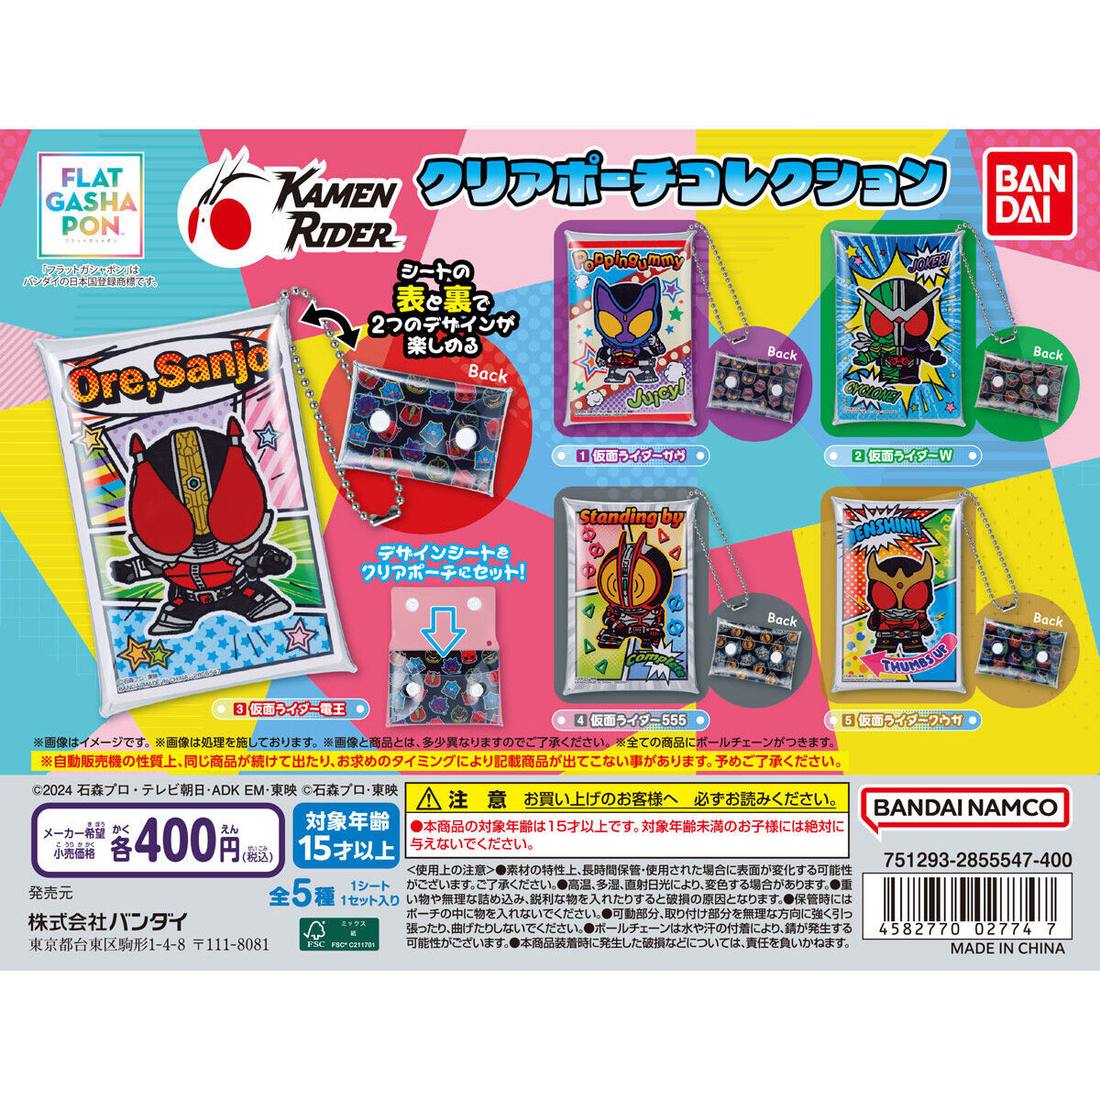 FLAT
GASHA
PON.
フラットガシャポン
「フラットガシャポン」は
バンダイの日本国登録商標です。
KAMEN
RIDER
クリアポーチコレクション
BAN
DAI
シートの
表と裏で
2つのデザインが
楽しめる
Back
Ore,Sanjo
デザインシートを
クリアポーチにセット!
3 仮面ライダー電王
Poppingummy
Juicy!
Back
1 仮面ライダーガヴ
JOKER!
CYCLONE!
Back
2 仮面ライダーW
Standing by
Complete
Back
4 仮面ライダー555
HENSHIN!!
THUMBS UP
Back
5 仮面ライダークウガ
※画像はイメージです。※画像は処理を施しております。※画像と商品とは、多少異なりますのでご了承ください。※全ての商品にボールチェーンがつきます。
※自動販売機の性質上、同じ商品が続けて出たり、お求めのタイミングにより記載商品が出てこない事があります。予めご了承ください。
©2024 石森プロ・テレビ朝日・ADK EM・東映 ©石森プロ・東映
メーカー希望小売価格 各400円(税込)
きぼう こうりかかく かく えん ぜいこみ
対象年齢
15才以上
全5種 1シート1セット入り
発売元
株式会社バンダイ
東京都台東区駒形1-4-8 〒111-8081
FSC
ミックス
紙
FSC® C211701
注意 お買い上げのお客様へ 必ずお読みください。
●本商品の対象年齢は15才以上です。対象年齢未満のお子様には絶対に
与えないでください。
<使用上の注意>●素材の特性上、長時間保管・使用された場合に表面が変化する可能性
がございます。ご了承ください。●高温、多湿、直射日光により、変色する場合があります。●重
い物や無理な詰め込み、鋭利な物を入れたりすると破損の原因となります。●保管時には
ポーチの中に物を入れないでください。●可動部分、取り付け部分を無理な方向に強く引っ
張ったり、曲げたりしないでください。●ボールチェーンは水や汗の付着により、錆が発生する
可能性がございます。●本商品装着時に発生した破損などについては、責任を負いかねます。
BANDAI NAMCO
751293-2855547-400
4582770 02774 7
MADE IN CHINA